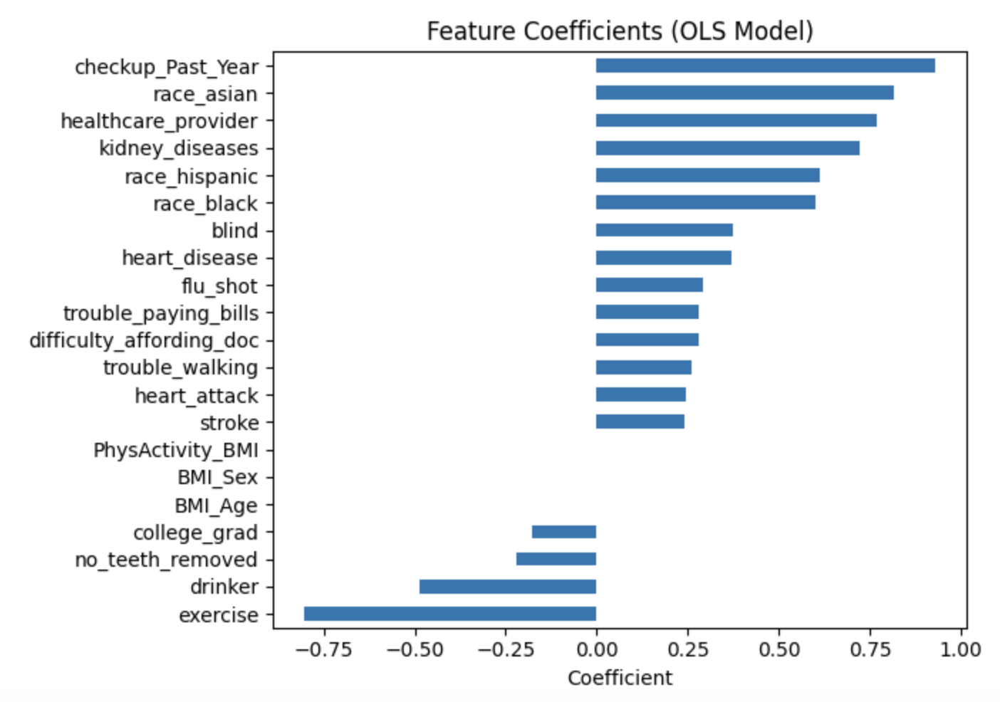 Feature Coefficients (OLS Model)
checkup_Past_Year
race_asian
healthcare_provider
kidney_diseases
race_hispanic
race_black
blind
heart_disease
flu_shot
trouble_paying_bills
difficulty_affording_doc
trouble_walking
heart_attack
stroke
PhysActivity_BMI
BMI_Sex
BMI_Age
college_grad
no_teeth_removed
drinker
exercise
−0.75 −0.50 −0.25 0.00 0.25 0.50 0.75 1.00
Coefficient